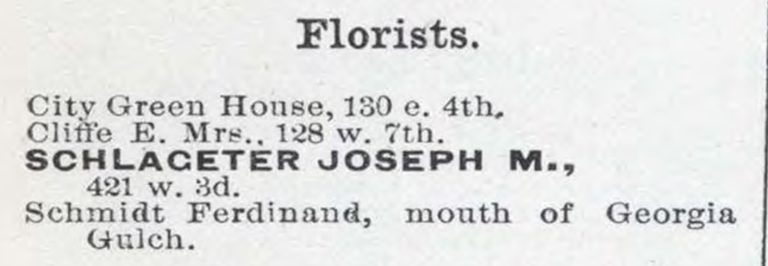 Florists.
City Green House, 130 e. 4th.
Cliffe E. Mrs., 128 w. 7th.
SCHLAGETER JOSEPH M.,
421 w. 3d.
Schmidt Ferdinand, mouth of Georgia
Gulch.